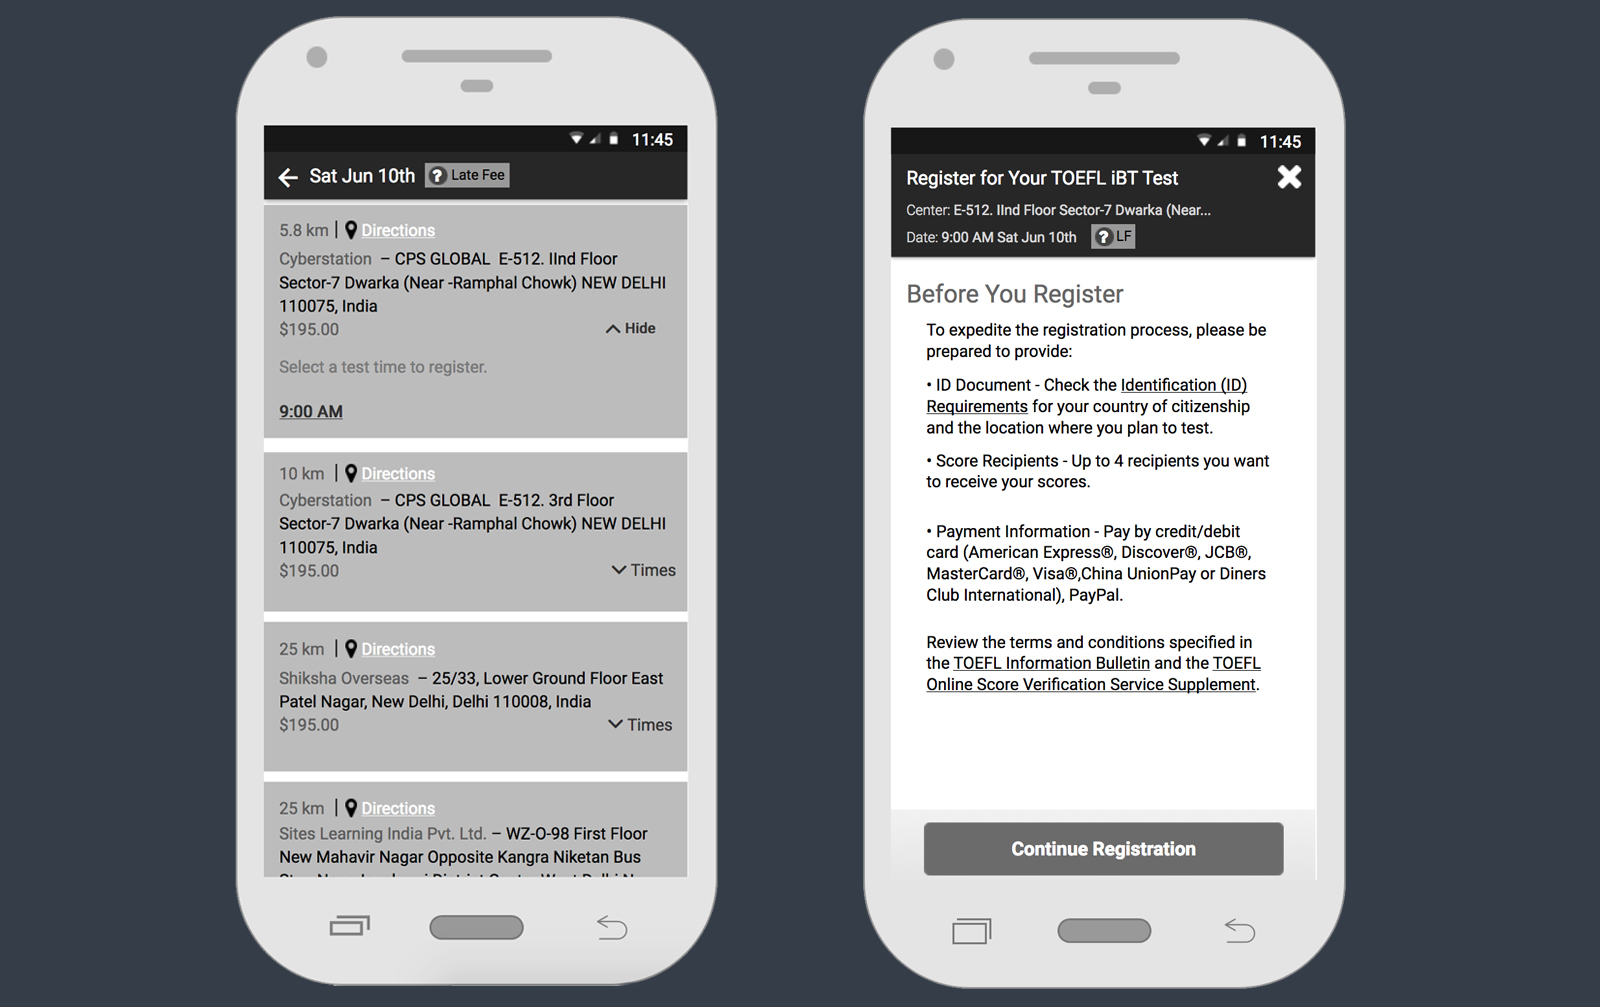 11:45
Sat Jun 10th ? Late Fee
5.8 km | Directions
Cyberstation – CPS GLOBAL E-512. IInd Floor
Sector-7 Dwarka (Near -Ramphal Chowk) NEW DELHI
110075, India
$195.00 Hide
Select a test time to register.
9:00 AM
10 km | Directions
Cyberstation – CPS GLOBAL E-512. 3rd Floor
Sector-7 Dwarka (Near -Ramphal Chowk) NEW DELHI
110075, India
$195.00 Times
25 km | Directions
Shiksha Overseas – 25/33, Lower Ground Floor East
Patel Nagar, New Delhi, Delhi 110008, India
$195.00 Times
25 km | Directions
Sites Learning India Pvt. Ltd. – WZ-O-98 First Floor
New Mahavir Nagar Opposite Kangra Niketan Bus
11:45
Register for Your TOEFL iBT Test
Center: E-512. IInd Floor Sector-7 Dwarka (Near...
Date: 9:00 AM Sat Jun 10th ? LF
Before You Register
To expedite the registration process, please be
prepared to provide:
• ID Document - Check the Identification (ID)
Requirements for your country of citizenship
and the location where you plan to test.
• Score Recipients - Up to 4 recipients you want
to receive your scores.
• Payment Information - Pay by credit/debit
card (American Express®, Discover®, JCB®,
MasterCard®, Visa®,China UnionPay or Diners
Club International), PayPal.
Review the terms and conditions specified in
the TOEFL Information Bulletin and the TOEFL
Online Score Verification Service Supplement.
Continue Registration